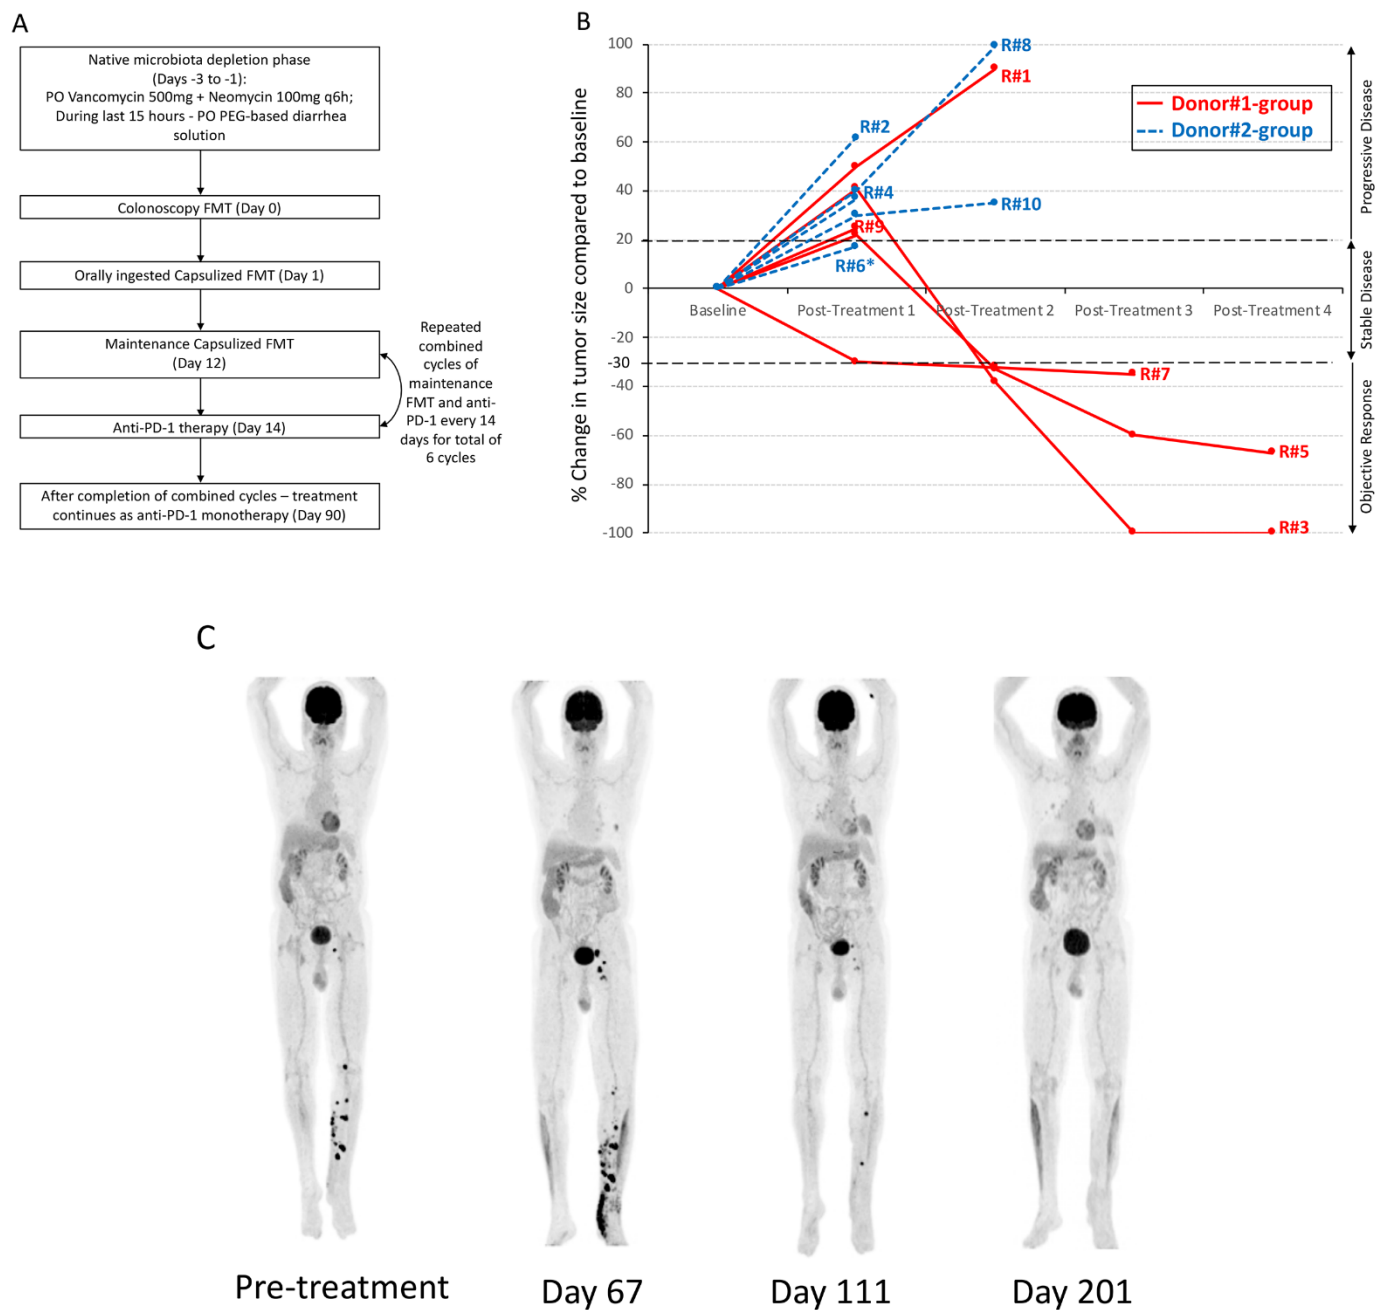 A
Native microbiota depletion phase
(Days -3 to -1):
PO Vancomycin 500mg + Neomycin 100mg q6h;
During last 15 hours - PO PEG-based diarrhea
solution
Colonoscopy FMT (Day 0)
Orally ingested Capsulized FMT (Day 1)
Maintenance Capsulized FMT
(Day 12)
Anti-PD-1 therapy (Day 14)
After completion of combined cycles – treatment
continues as anti-PD-1 monotherapy (Day 90)
Repeated
combined
cycles of
maintenance
FMT and anti-
PD-1 every 14
days for total of
6 cycles
B
% Change in tumor size compared to baseline
100
80
60
40
20
0
-20
-30
-40
-60
-80
-100
Baseline
Post-Treatment 1
Post-Treatment 2
Post-Treatment 3
Post-Treatment 4
R#8
R#1
R#2
R#4
R#10
R#9
R#6*
R#7
R#5
R#3
Donor#1-group
Donor#2-group
Progressive Disease
Stable Disease
Objective Response
C
Pre-treatment
Day 67
Day 111
Day 201